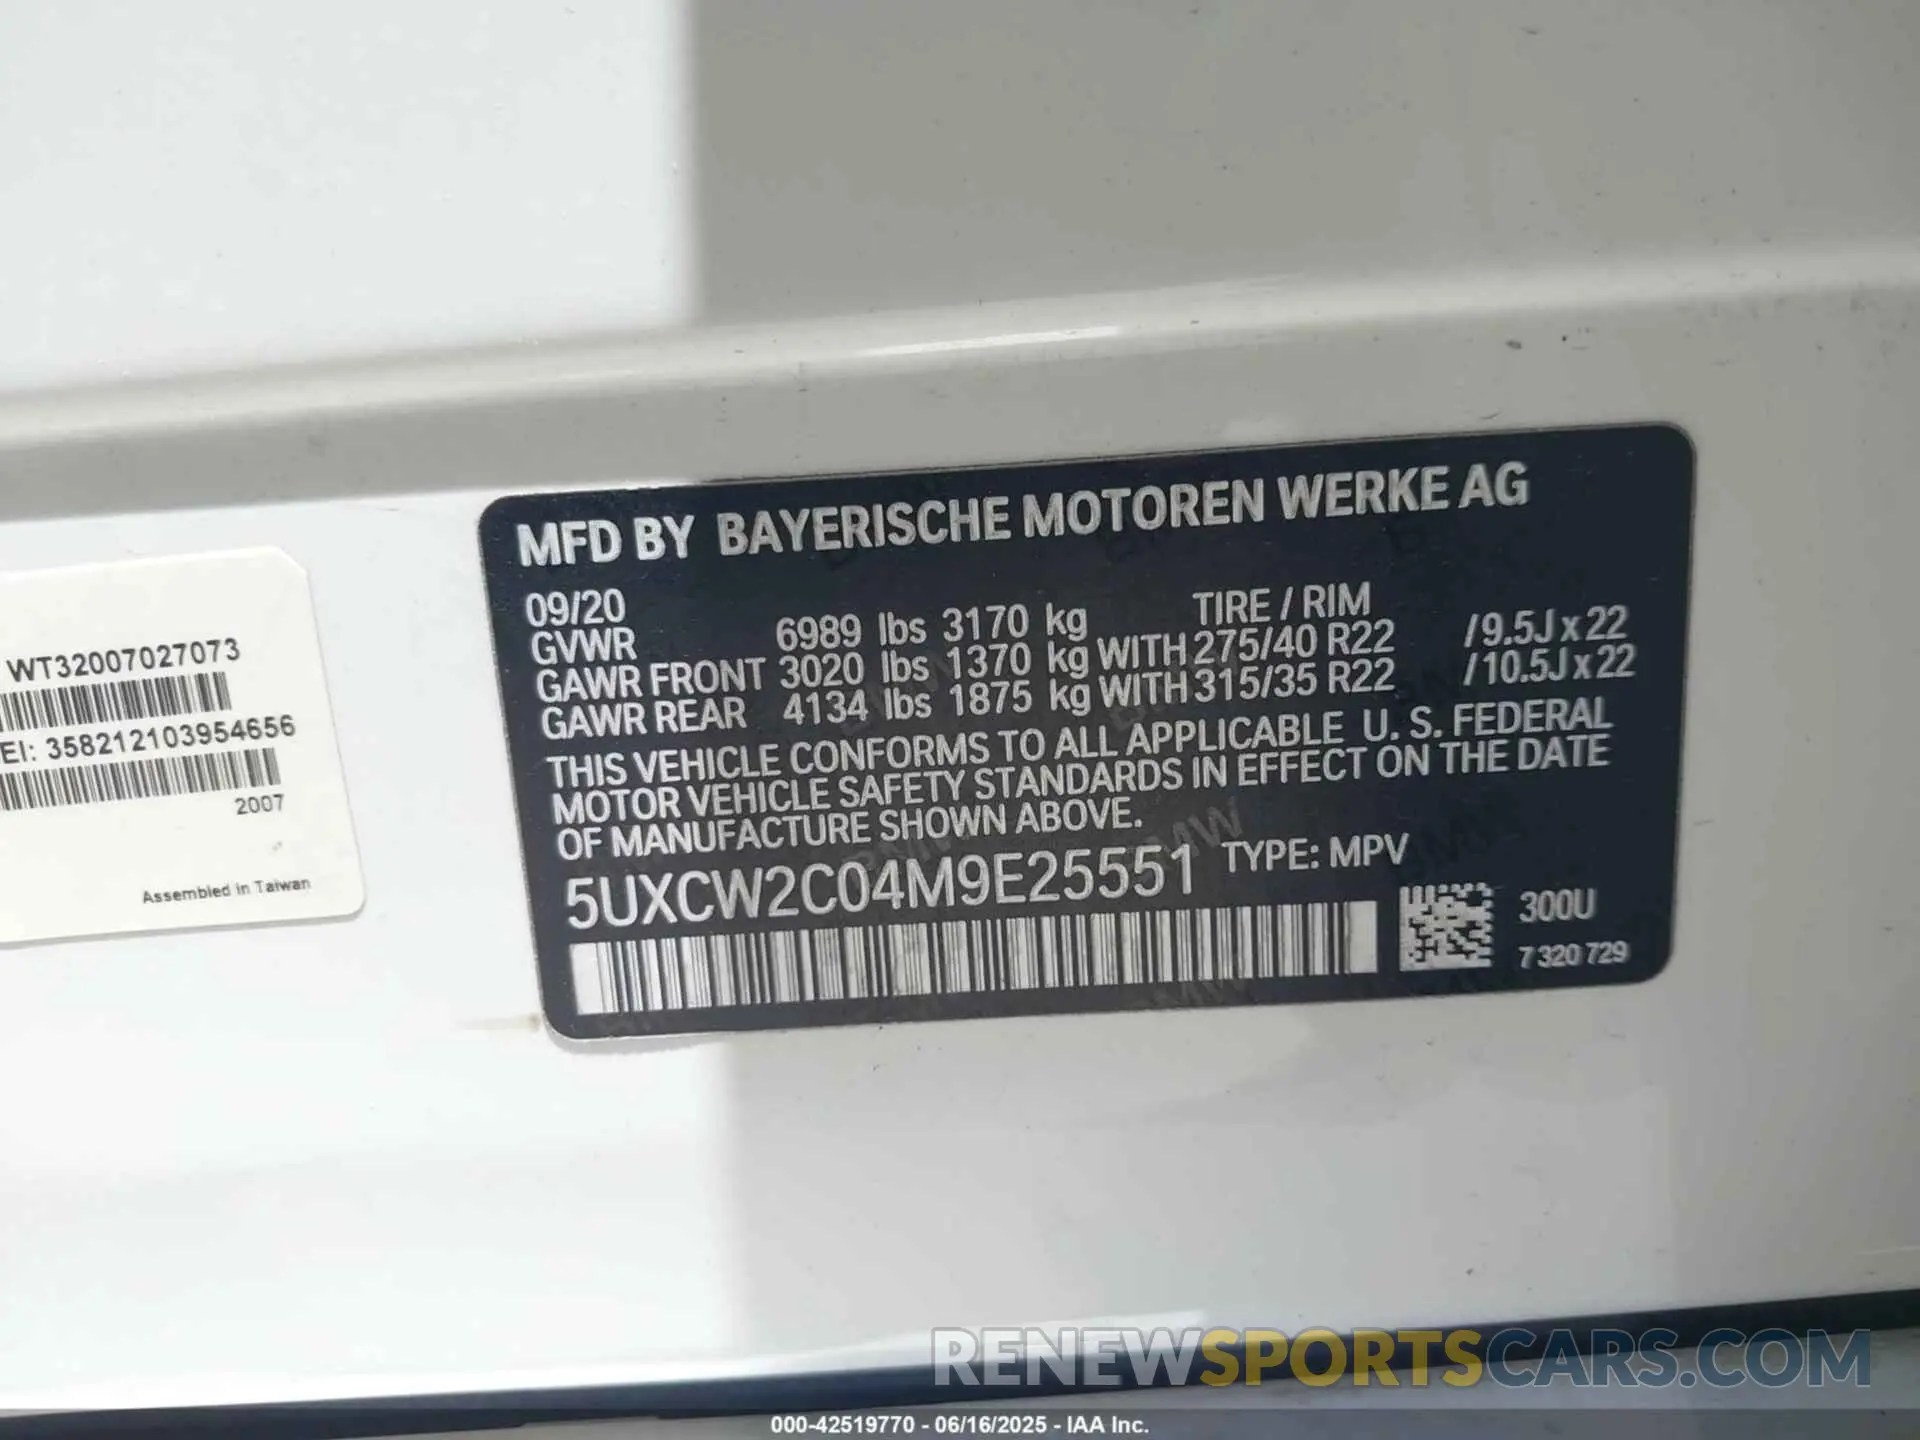 WT32007027073
EI: 358212103954656
2007
Assembled in Taiwan
MFD BY BAYERISCHE MOTOREN WERKE AG
09/20 TIRE / RIM
GVWR 6989 lbs 3170 kg
GAWR FRONT 3020 lbs 1370 kg WITH 275/40 R22 /9.5J x 22
GAWR REAR 4134 lbs 1875 kg WITH 315/35 R22 /10.5J x 22
THIS VEHICLE CONFORMS TO ALL APPLICABLE U. S. FEDERAL
MOTOR VEHICLE SAFETY STANDARDS IN EFFECT ON THE DATE
OF MANUFACTURE SHOWN ABOVE.
5UXCW2C04M9E25551 TYPE: MPV
300U
7 320 729
RENEWSPORTSCARS.COM
000-42519770 - 06/16/2025 - IAA Inc.